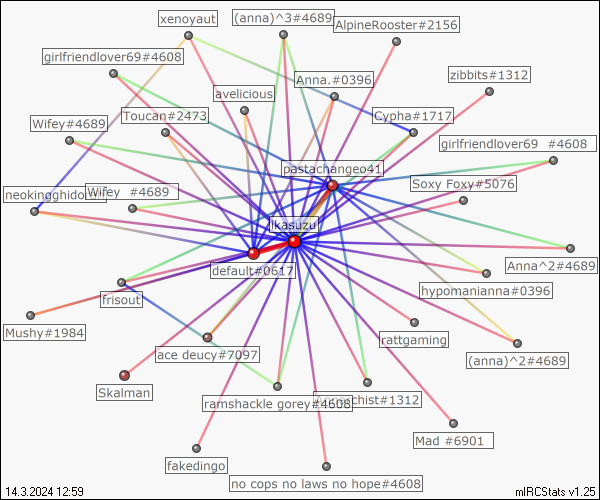 xenoyaut
(anna)^3#4689
AlpineRooster#2156
girlfriendlover69#4608
zibbits#1312
Anna.#0396
avelicious
Toucan#2473
Cypha#1717
Wifey#4689
girlfriendlover69 #4608
pastachangeo41
Soxy Foxy#5076
neokingghido
Wifey #4689
ikasuzu
default#0617
Anna^2#4689
hypomanianna#0396
frisout
Mushy#1984
rattgaming
ace deucy#7097
(anna)^2#4689
Skalman
ramshackle gorey#4608
archist#1312
Mad #6901
fakedingo
no cops no laws no hope#4608
14.3.2024 12:59
mIRCStats v1.25